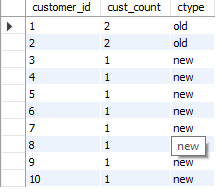 customer_id cust_count ctype
1 2 old
2 2 old
3 1 new
4 1 new
5 1 new
6 1 new
7 1 new
8 1 new
9 1 new
10 1 new